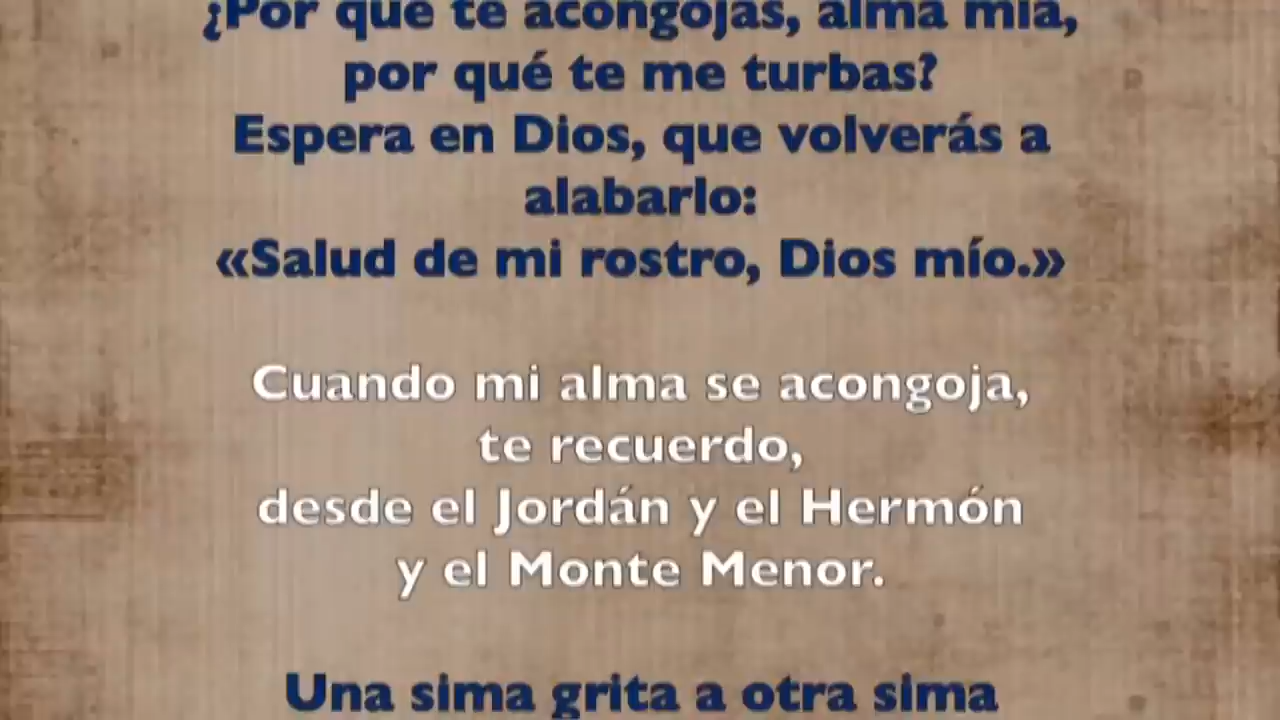 ¿Por qué te acongojas, alma mía,
por qué te me turbas?
Espera en Dios, que volverás a
alabarlo:
«Salud de mi rostro, Dios mío.»
Cuando mi alma se acongoja,
te recuerdo,
desde el Jordán y el Hermón
y el Monte Menor.
Una sima grita a otra sima